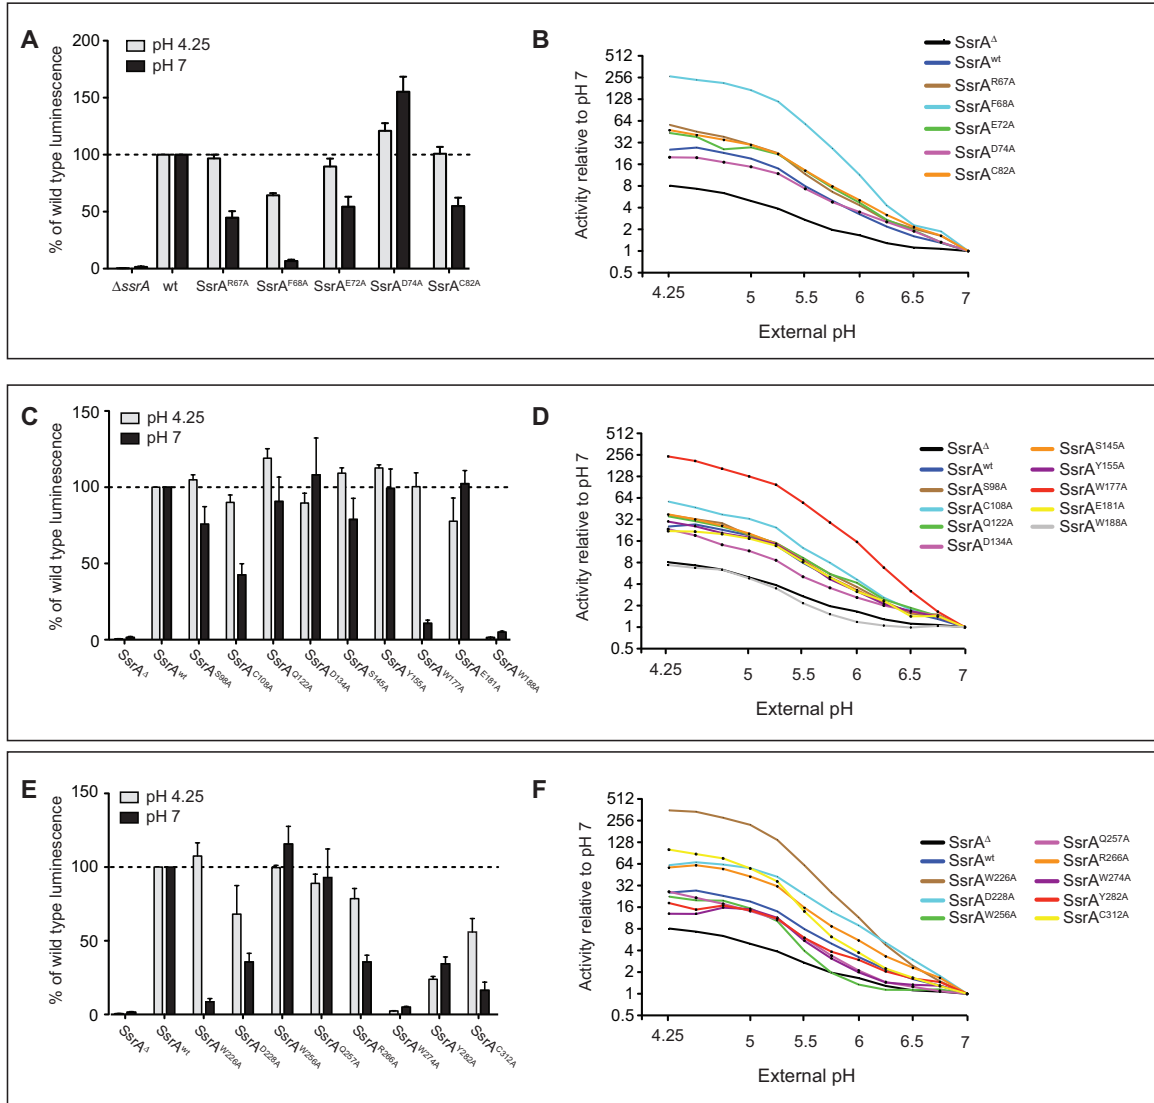 A
% of wild type luminescence
200
150
100
50
0
pH 4.25
pH 7
ΔssrA wt SsrAR67A SsrAF68A SsrAE72A SsrAD74A SsrAC82A
B
Activity relative to pH 7
512
256
128
64
32
16
8
4
2
1
0.5
4.25 5 5.5 6 6.5 7
External pH
SsrAΔ
SsrAwt
SsrAR67A
SsrAF68A
SsrAE72A
SsrAD74A
SsrAC82A
C
% of wild type luminescence
150
100
50
0
pH 4.25
pH 7
SsrAΔ SsrAwt SsrAS98A SsrAC108A SsrAQ122A SsrAD134A SsrAS145A SsrAY155A SsrAW177A SsrAE181A SsrAW188A
D
Activity relative to pH 7
512
256
128
64
32
16
8
4
2
1
0.5
4.25 5 5.5 6 6.5 7
External pH
SsrAΔ
SsrAwt
SsrAS98A
SsrAC108A
SsrAQ122A
SsrAD134A
SsrAS145A
SsrAY155A
SsrAW177A
SsrAE181A
SsrAW188A
E
% of wild type luminescence
150
100
50
0
pH 4.25
pH 7
SsrAΔ SsrAwt SsrAW226A SsrAD228A SsrAW256A SsrAQ257A SsrAR266A SsrAW274A SsrAY282A SsrAC312A
F
Activity relative to pH 7
512
256
128
64
32
16
8
4
2
1
0.5
4.25 5 5.5 6 6.5 7
External pH
SsrAΔ
SsrAwt
SsrAW226A
SsrAD228A
SsrAW256A
SsrAQ257A
SsrAR266A
SsrAW274A
SsrAY282A
SsrAC312A